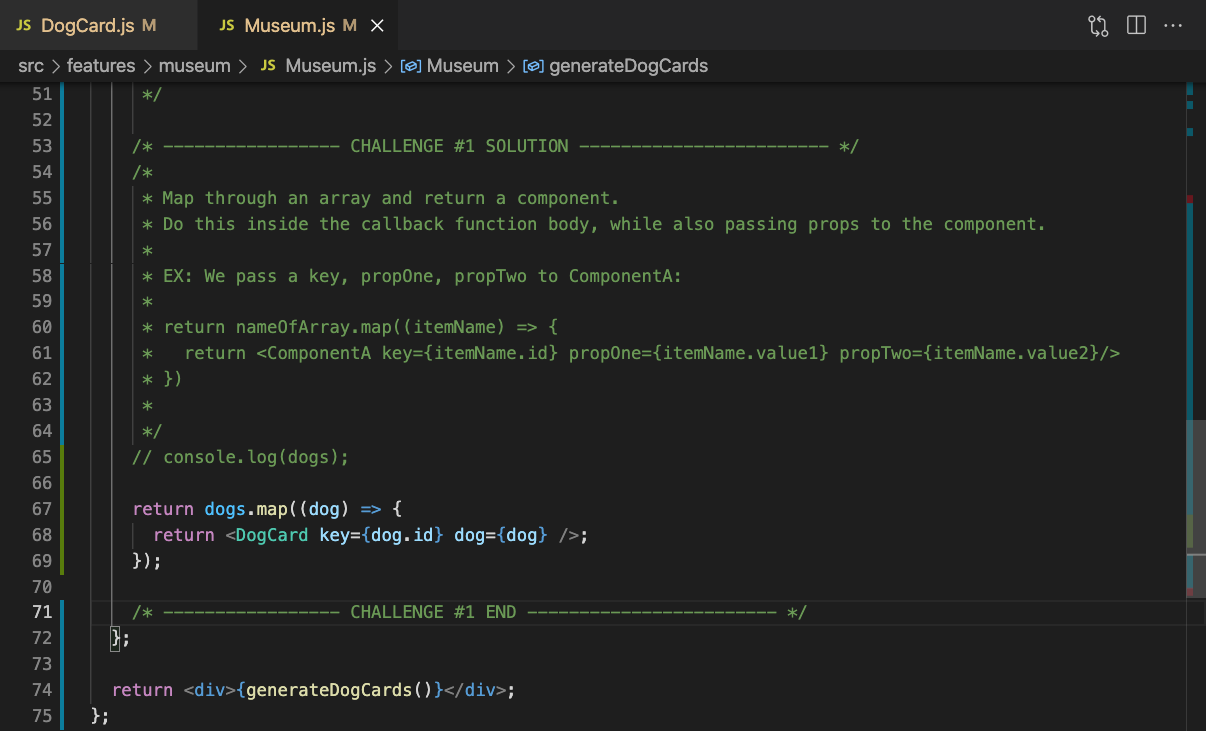 JS DogCard.js M JS Museum.js M ×
src > features > museum > JS Museum.js > Museum > generateDogCards
51 */
52
53 /* ----------------- CHALLENGE #1 SOLUTION ------------------------ */
54 /*
55 * Map through an array and return a component.
56 * Do this inside the callback function body, while also passing props to the component.
57 *
58 * EX: We pass a key, propOne, propTwo to ComponentA:
59 *
60 * return nameOfArray.map((itemName) => {
61 *   return <ComponentA key={itemName.id} propOne={itemName.value1} propTwo={itemName.value2}/>
62 * })
63 *
64 */
65 // console.log(dogs);
66
67 return dogs.map((dog) => {
68   return <DogCard key={dog.id} dog={dog} />;
69 });
70
71 /* ----------------- CHALLENGE #1 END ------------------------ */
72 };
73
74 return <div>{generateDogCards()}</div>;
75 };